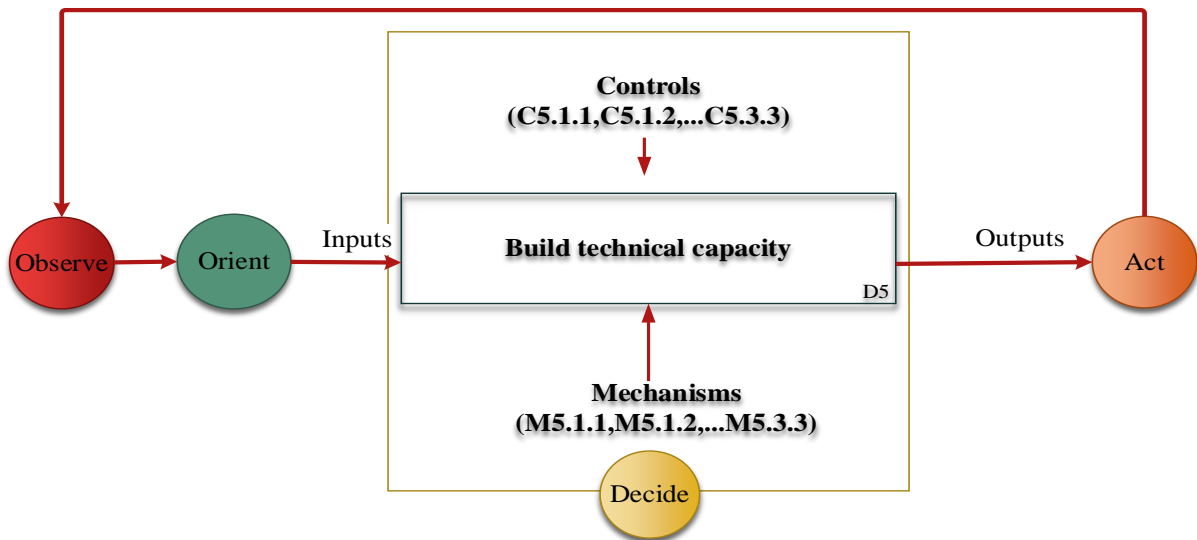 Controls
(C5.1.1,C5.1.2,...C5.3.3)
Observe
Orient
Inputs
Build technical capacity
D5
Outputs
Act
Mechanisms
(M5.1.1,M5.1.2,...M5.3.3)
Decide